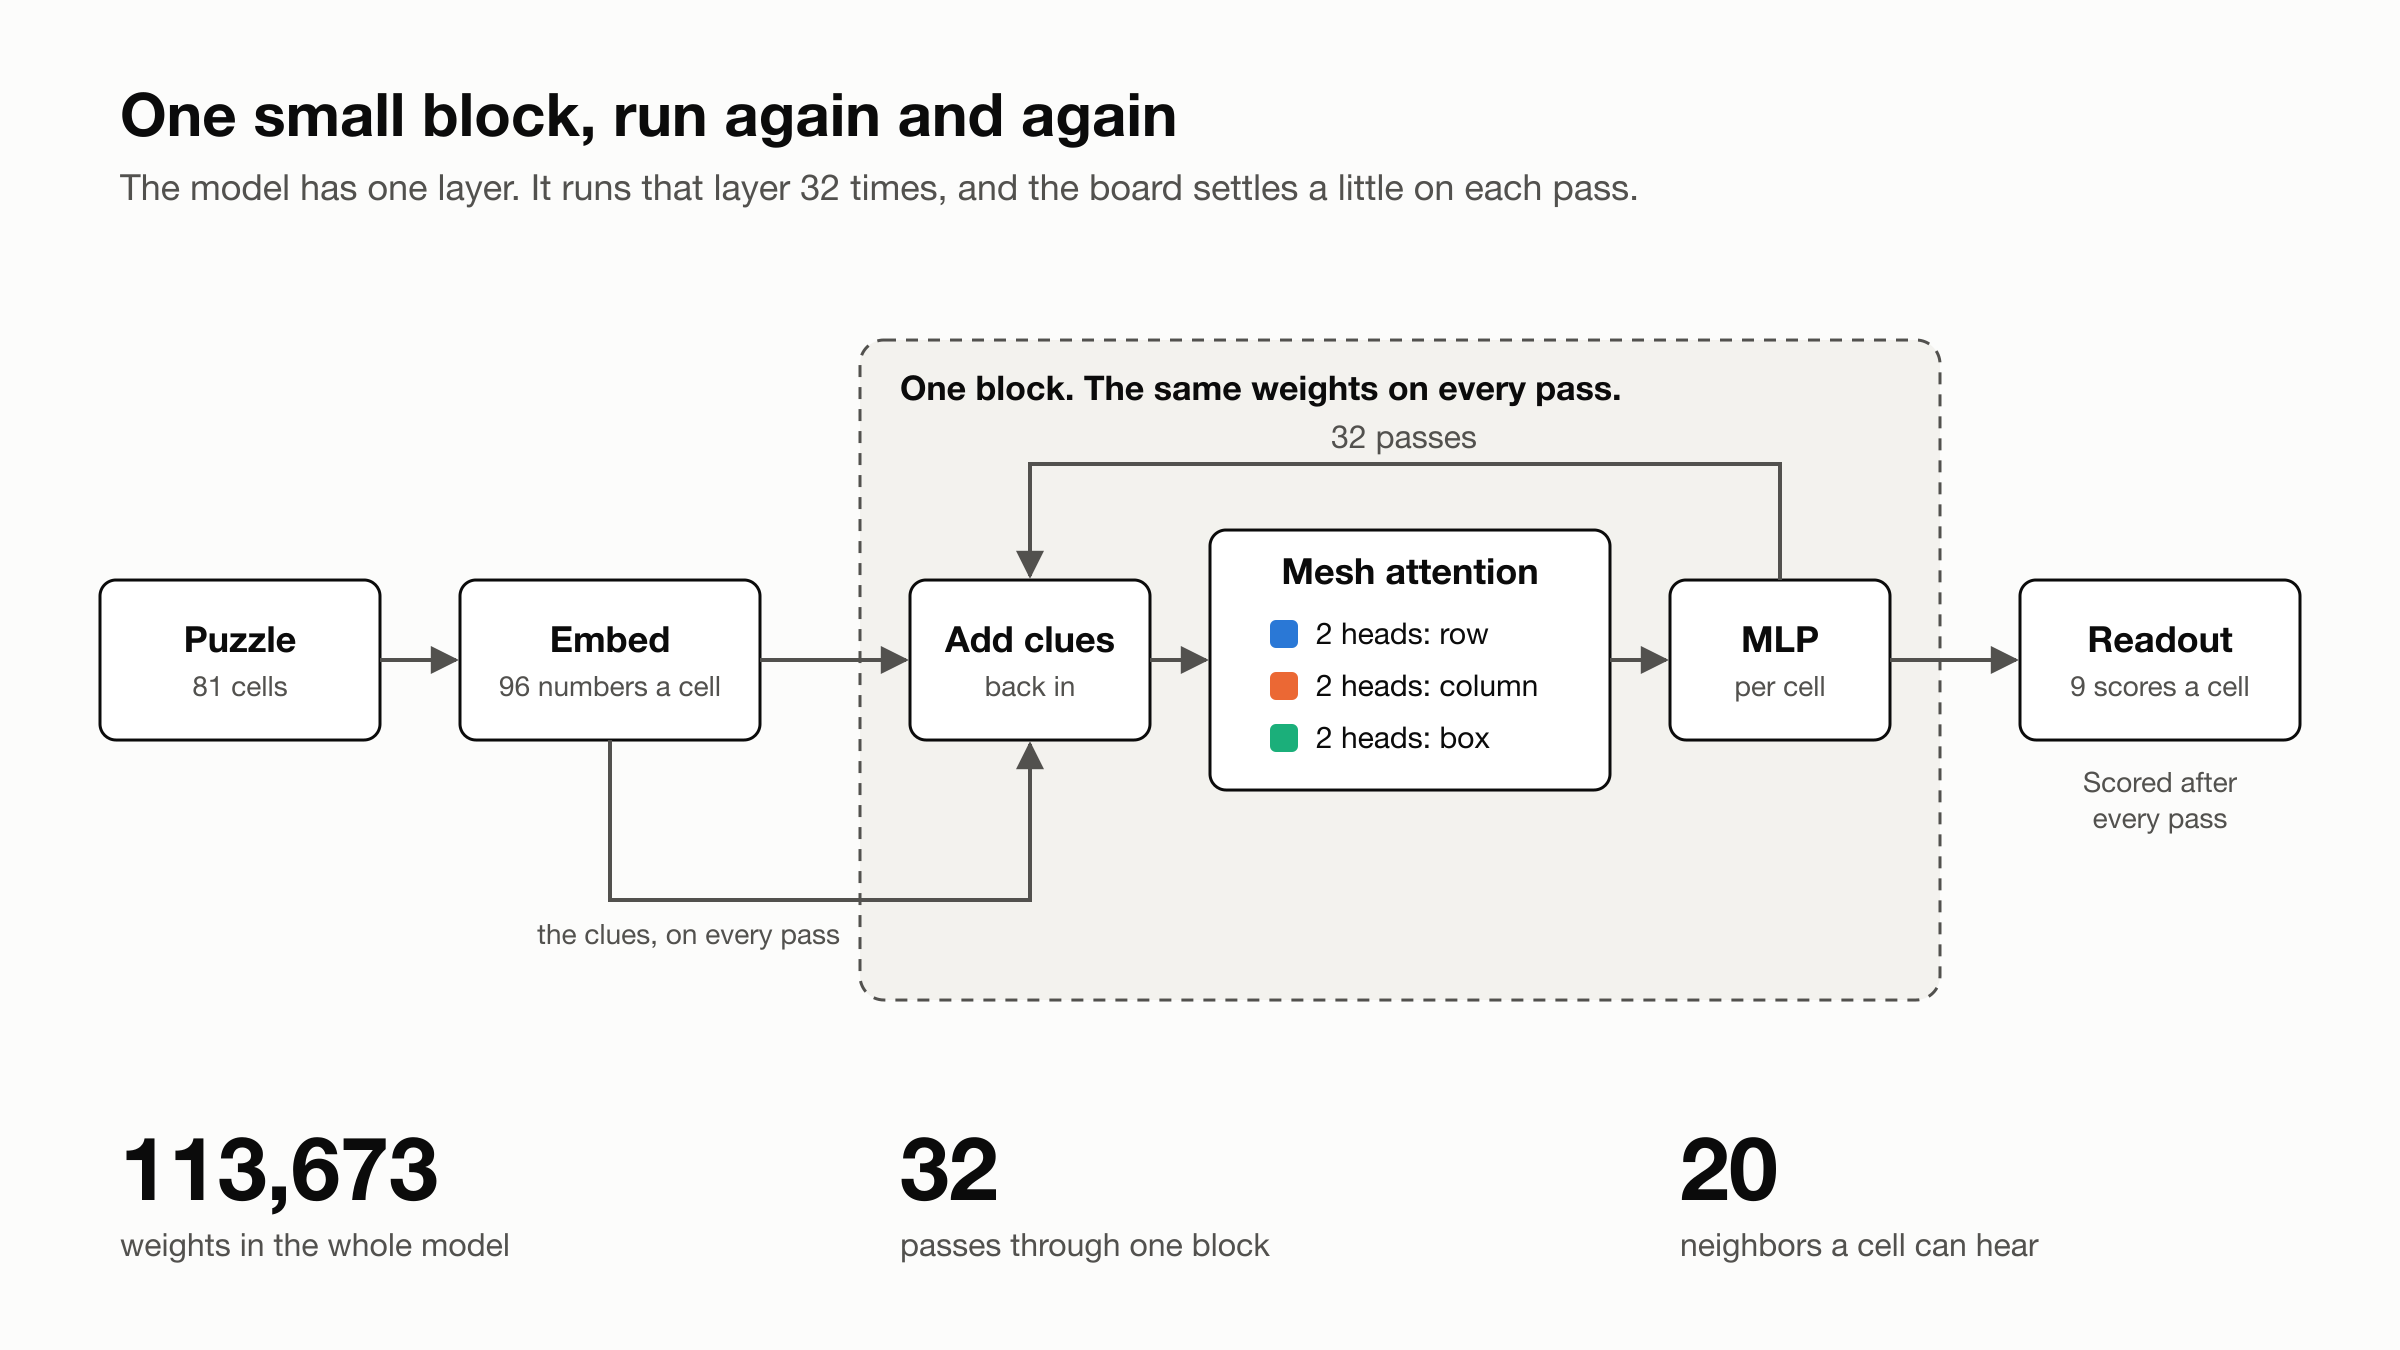 One small block, run again and again
The model has one layer. It runs that layer 32 times, and the board settles a little on each pass.
One block. The same weights on every pass.
32 passes
Puzzle
81 cells
Embed
96 numbers a cell
Add clues
back in
Mesh attention
2 heads: row
2 heads: column
2 heads: box
MLP
per cell
Readout
9 scores a cell
Scored after
every pass
the clues, on every pass
113,673
weights in the whole model
32
passes through one block
20
neighbors a cell can hear